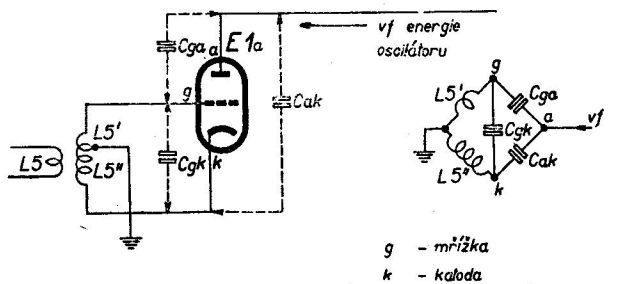 vf energie
oscilátoru
Cga
a
E1a
g
Cak
L5'
L5
L5"
Cgk
k
g
L5'
Cga
Cgk
a
vf
Cak
L5"
k
g - mřížka
k - katoda